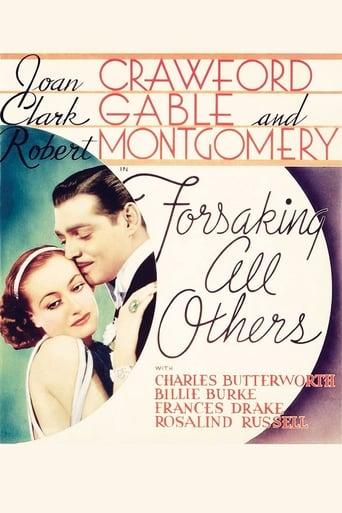 Joan CRAWFORD
Clark GABLE and
Robert MONTGOMERY
IN
Forsaking
All
Others
WITH
CHARLES BUTTERWORTH
BILLIE BURKE
FRANCES DRAKE
ROSALIND RUSSELL